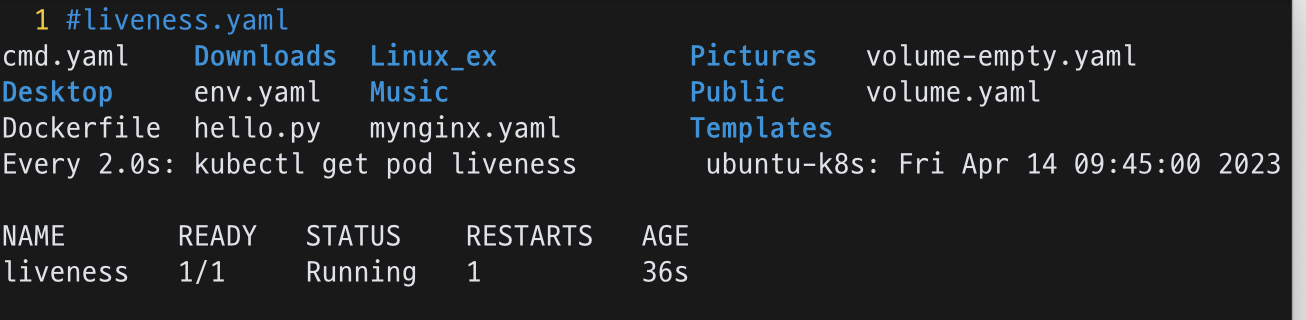 1 #liveness.yaml
cmd.yaml Downloads Linux_ex Pictures volume-empty.yaml
Desktop env.yaml Music Public volume.yaml
Dockerfile hello.py mynginx.yaml Templates
Every 2.0s: kubectl get pod liveness ubuntu-k8s: Fri Apr 14 09:45:00 2023
NAME READY STATUS RESTARTS AGE
liveness 1/1 Running 1 36s